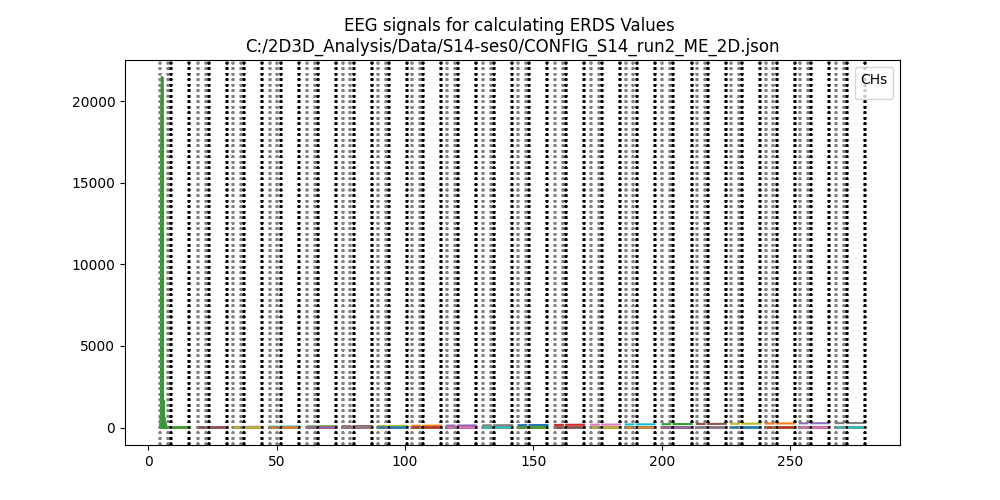 EEG signals for calculating ERDS Values
C:/2D3D_Analysis/Data/S14-ses0/CONFIG_S14_run2_ME_2D.json
CHs
20000
15000
10000
5000
0
0 50 100 150 200 250